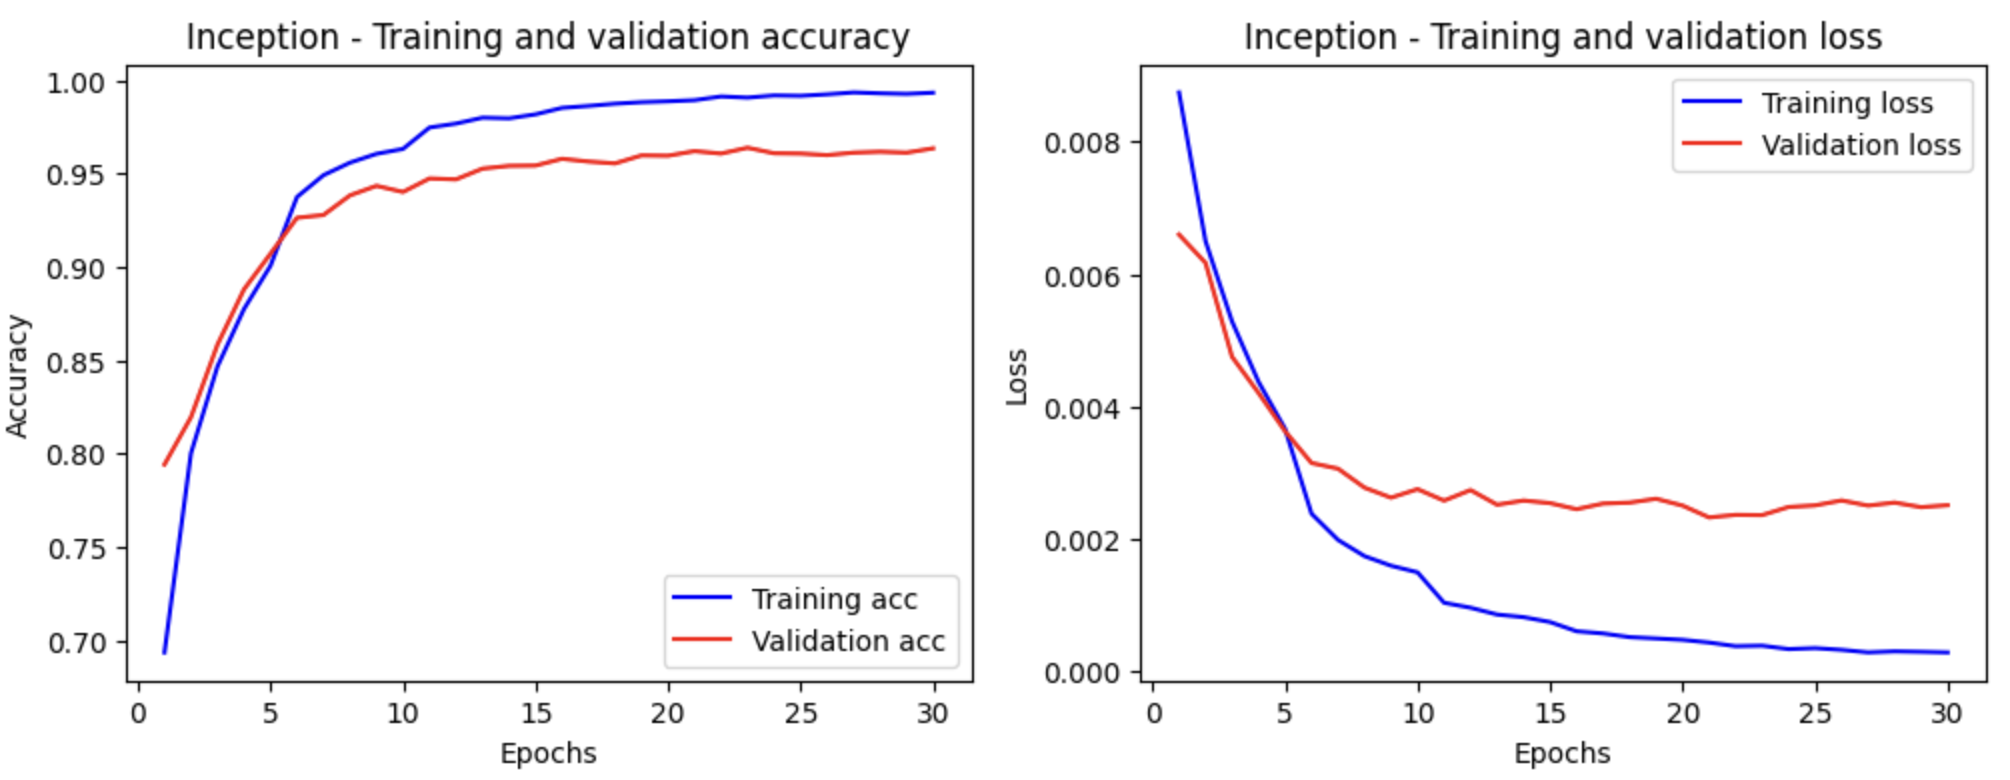 Inception - Training and validation accuracy
1.00
0.95
0.90
0.85
0.80
0.75
0.70
Accuracy
Training acc
Validation acc
0 5 10 15 20 25 30
Epochs
Inception - Training and validation loss
Training loss
Validation loss
0.008
0.006
0.004
0.002
0.000
Loss
0 5 10 15 20 25 30
Epochs